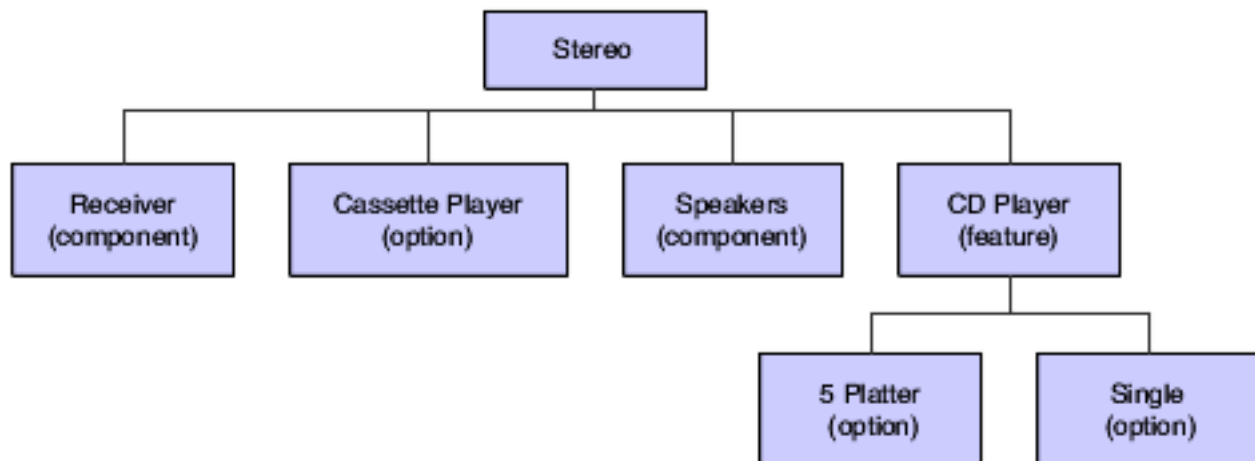 Stereo
Receiver
(component)
Cassette Player
(option)
Speakers
(component)
CD Player
(feature)
5 Platter
(option)
Single
(option)